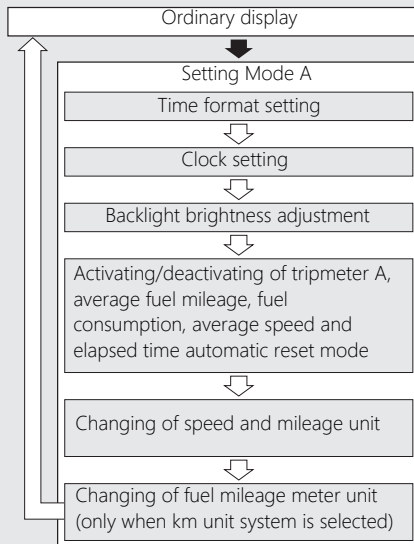 Ordinary display
Setting Mode A
Time format setting
Clock setting
Backlight brightness adjustment
Activating/deactivating of tripmeter A,
average fuel mileage, fuel
consumption, average speed and
elapsed time automatic reset mode
Changing of speed and mileage unit
Changing of fuel mileage meter unit
(only when km unit system is selected)